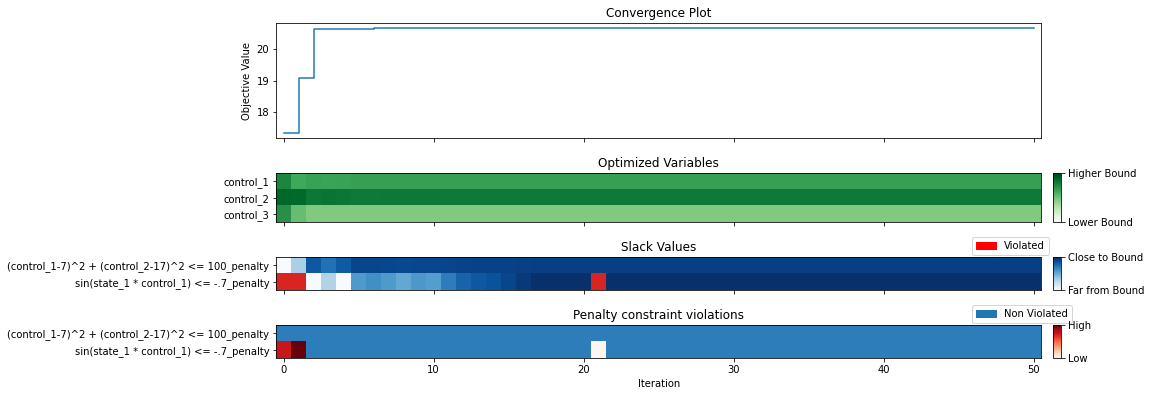 Convergence Plot
Objective Value
20
19
18
Optimized Variables
control_1
control_2
control_3
Higher Bound
Lower Bound
Violated
Slack Values
(control_1-7)^2 + (control_2-17)^2 <= 100_penalty
sin(state_1 * control_1) <= -.7_penalty
Close to Bound
Far from Bound
Non Violated
Penalty constraint violations
(control_1-7)^2 + (control_2-17)^2 <= 100_penalty
sin(state_1 * control_1) <= -.7_penalty
High
Low
0 10 20 30 40 50
Iteration